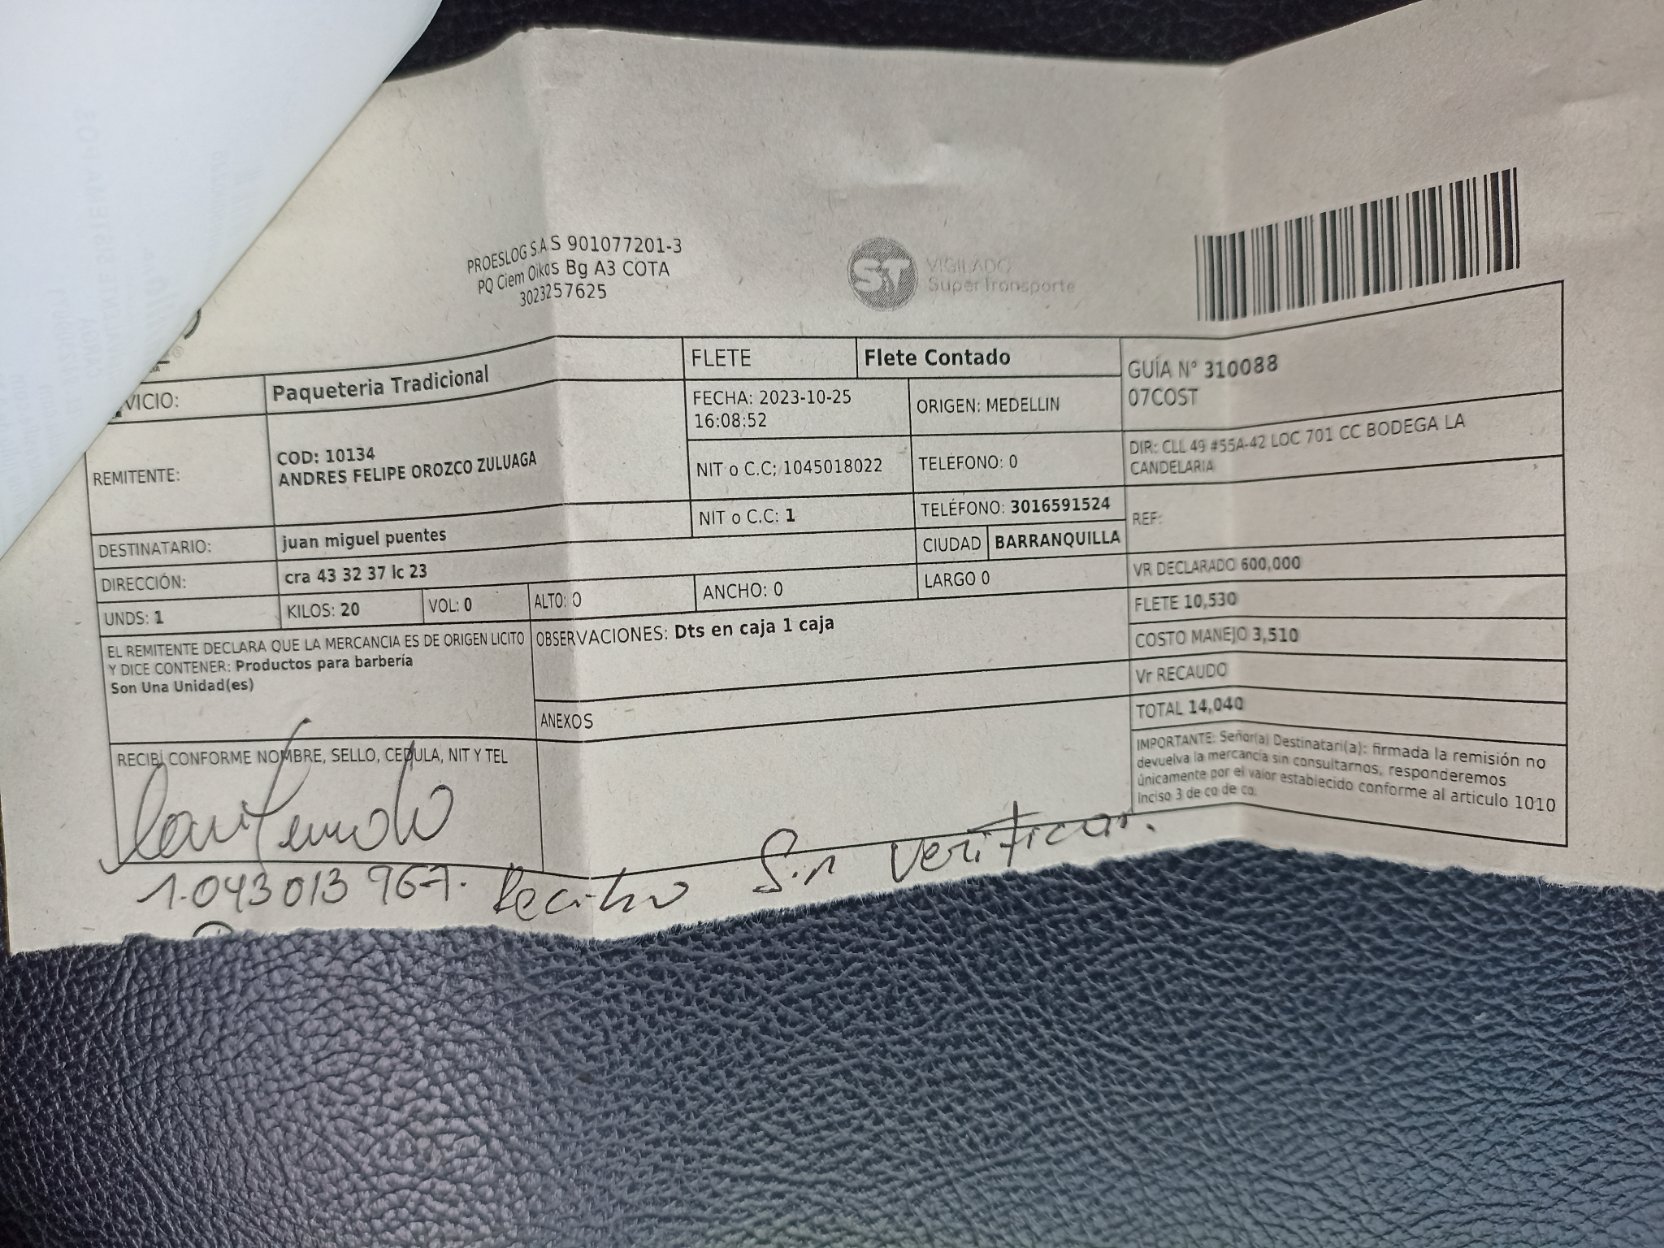 PROESLOG S.A.S 901077201-3
PQ Ciem Oikos Bg A3 COTA
3023257625
ST VIGILADO
SuperTransporte
VICIO: Paqueteria Tradicional
FLETE Flete Contado
GUÍA N° 310088
07COST
FECHA: 2023-10-25
16:08:52
ORIGEN: MEDELLIN
DIR: CLL 49 #55A-42 LOC 701 CC BODEGA LA
CANDELARIA
REMITENTE:
COD: 10134
ANDRES FELIPE OROZCO ZULUAGA
NIT o C.C: 1045018022
TELEFONO: 0
DESTINATARIO: juan miguel puentes
NIT o C.C: 1
TELÉFONO: 3016591524
REF:
DIRECCIÓN: cra 43 32 37 lc 23
CIUDAD BARRANQUILLA
UNDS: 1 KILOS: 20 VOL: 0 ALTO: 0 ANCHO: 0 LARGO 0
VR DECLARADO 600,000
FLETE 10,530
COSTO MANEJO 3,510
Vr RECAUDO
TOTAL 14,040
EL REMITENTE DECLARA QUE LA MERCANCIA ES DE ORIGEN LICITO
Y DICE CONTENER: Productos para barbería
Son Una Unidad(es)
OBSERVACIONES: Dts en caja 1 caja
ANEXOS
RECIBÍ CONFORME NOMBRE, SELLO, CEDULA, NIT Y TEL
IMPORTANTE: Señor(a) Destinatari(a): firmada la remisión no
devuelva la mercancía sin consultarnos, responderemos
únicamente por el valor establecido conforme al articulo 1010
inciso 3 de co de co.
1.043013967. Recibo Sin verificar.